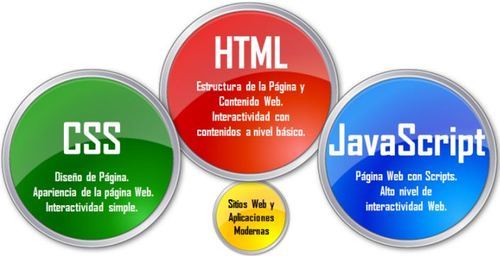 HTML
Estructura de la Página y
Contenido Web.
Interactividad con
contenidos a nivel básico.
CSS
Diseño de Página.
Apariencia de la página Web.
Interactividad simple.
JavaScript
Página Web con Scripts.
Alto nivel de
interactividad Web.
Sitios Web y
Aplicaciones
Modernas